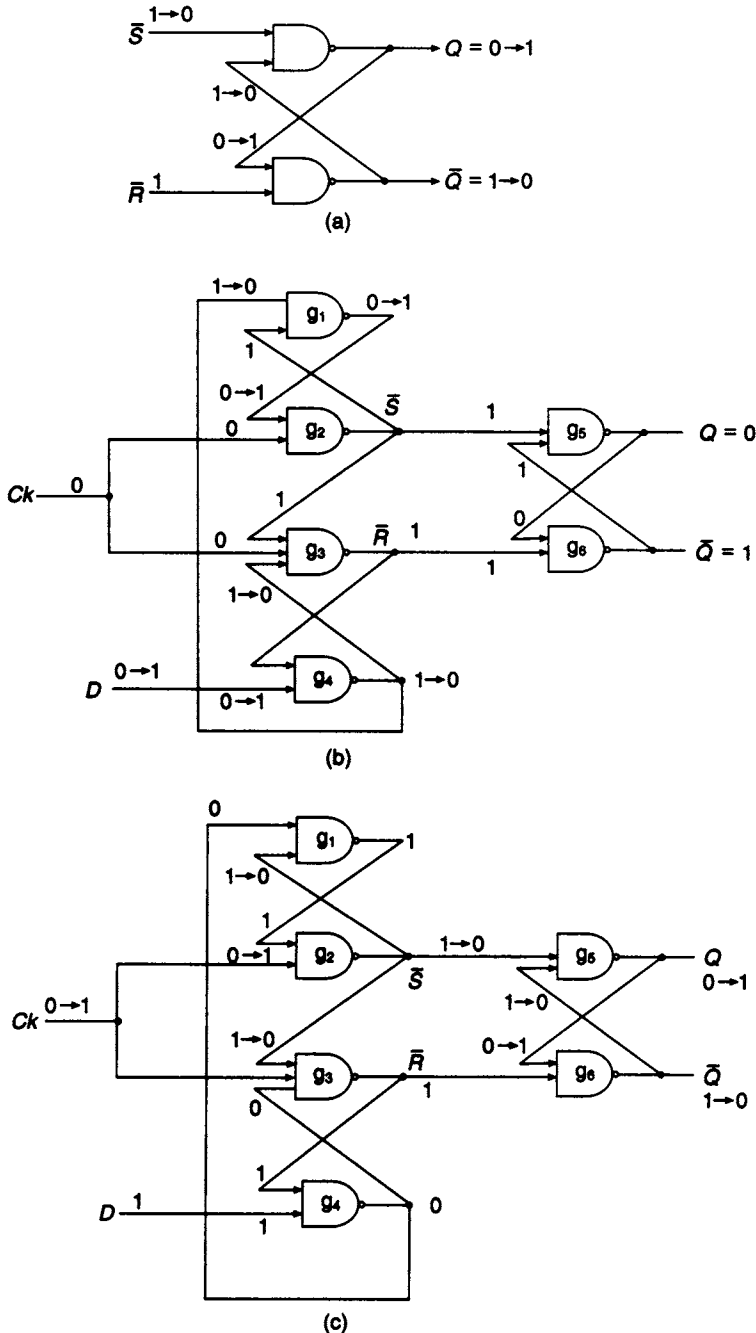 1→0
S̄
Q = 0→1
1→0
0→1
R̄ 1
Q̄ = 1→0
(a)
1→0
g₁
0→1
1
0→1
S̄
1
g₂
0
g₅
Q = 0
1
Ck 0
1
R̄
1
0
g₃
0
g₆
Q̄ = 1
1
1→0
0→1
D
g₄
0→1
1→0
(b)
0
g₁
1
1→0
1
1→0
g₂
0→1
g₅
Q
S̄
0→1
0→1
1→0
Ck
1→0
R̄
0→1
g₃
1
g₆
Q̄
0
1→0
1
D 1
g₄
0
1
(c)